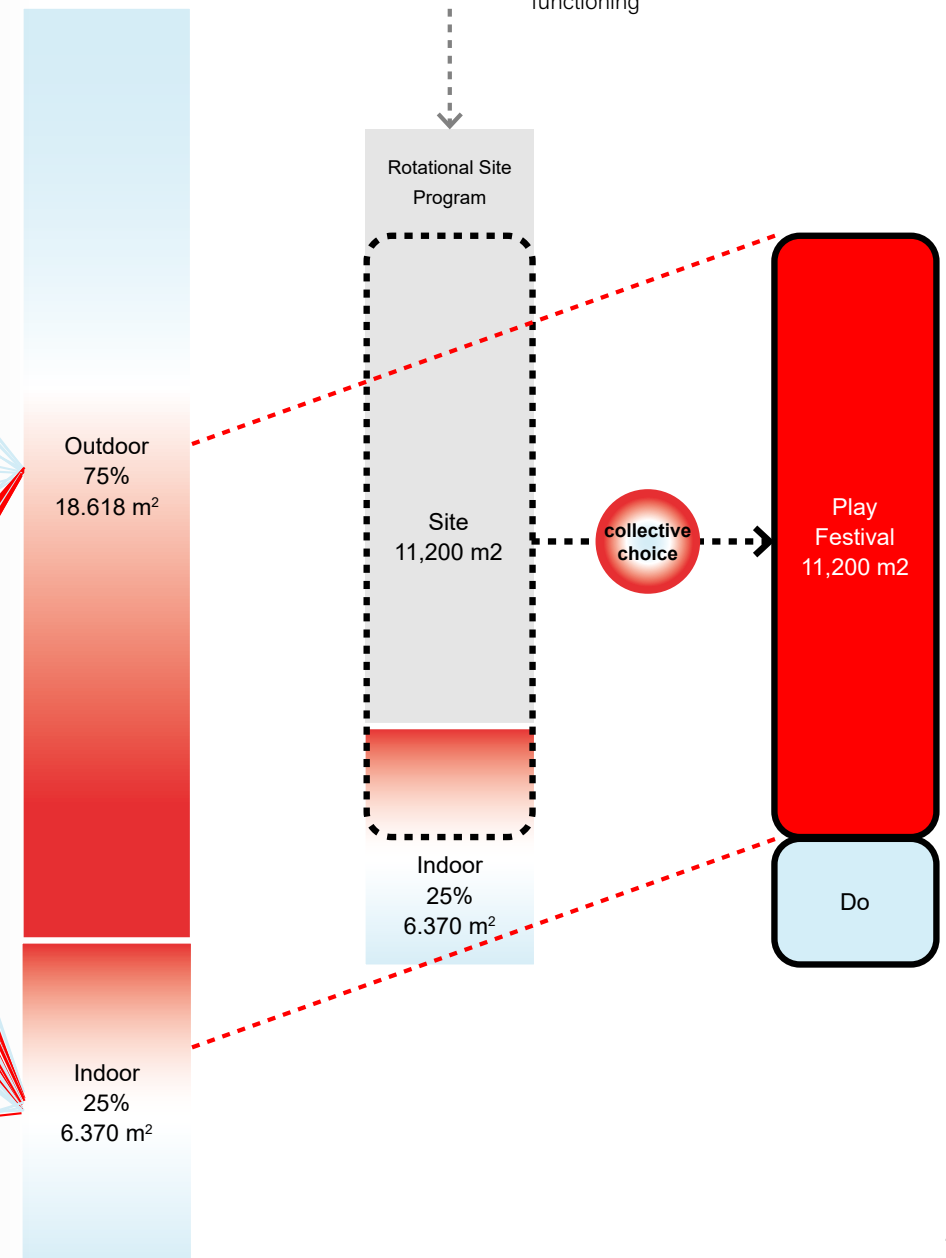 functioning
Rotational Site
Program
Outdoor
75%
18.618 m²
Site
11,200 m2
collective
choice
Play
Festival
11,200 m2
Indoor
25%
6.370 m²
Do
Indoor
25%
6.370 m²